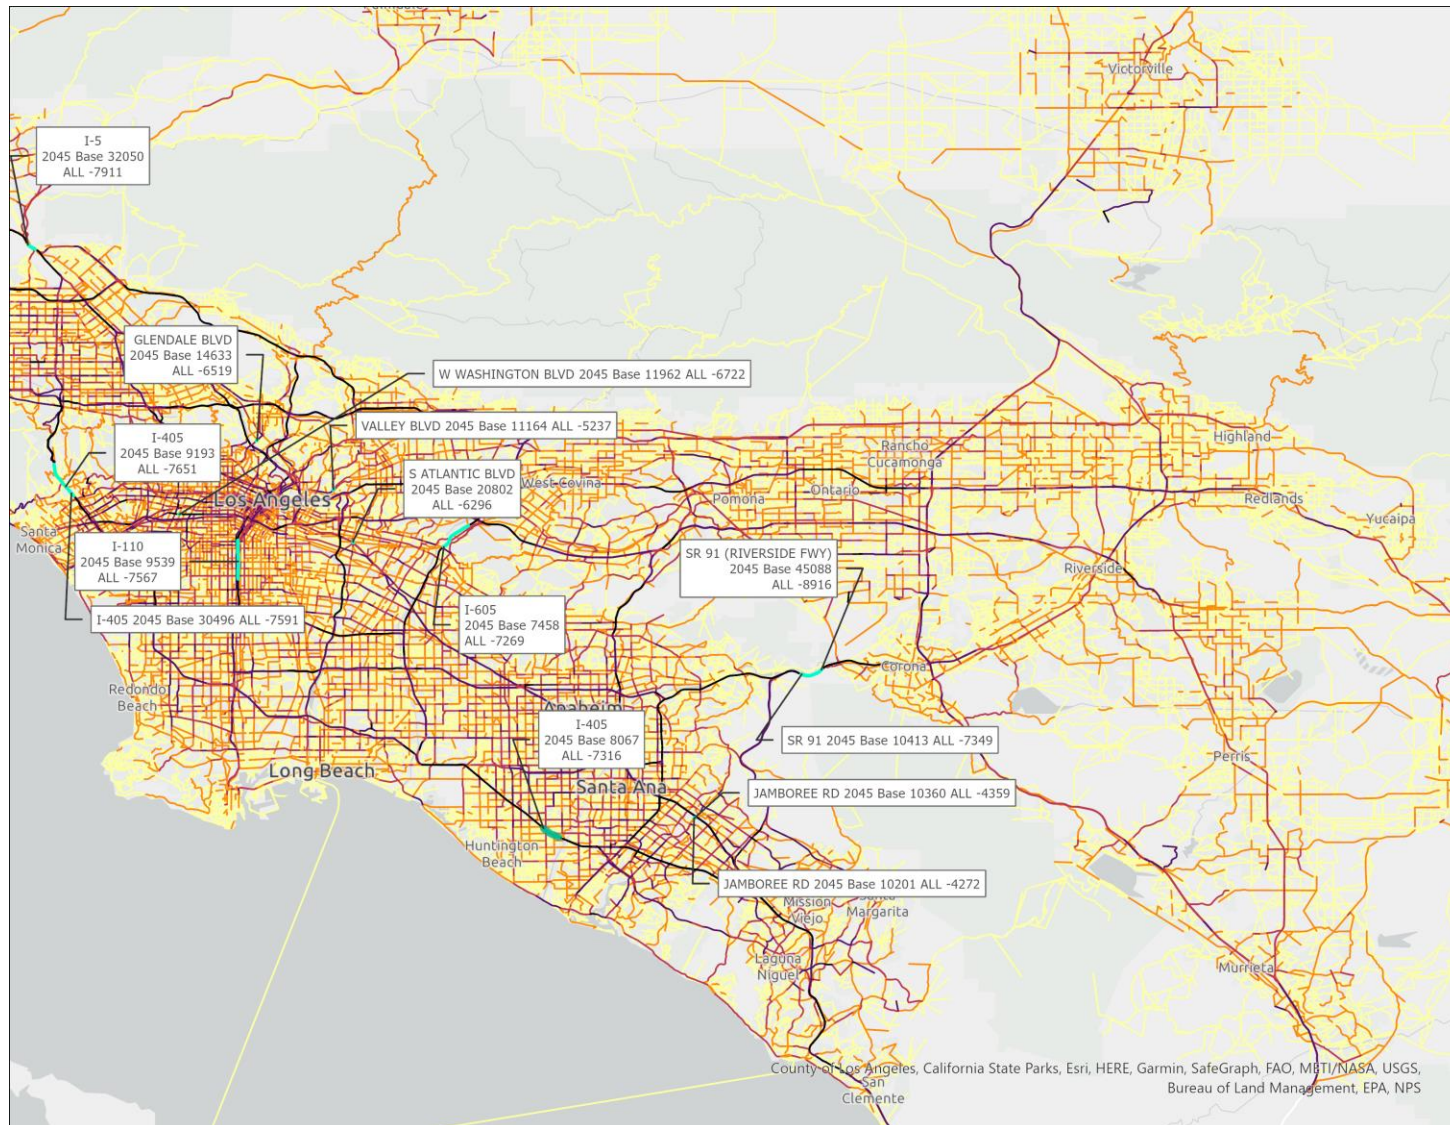 Victorville
I-5
2045 Base 32050
ALL -7911
GLENDALE BLVD
2045 Base 14633
ALL -6519
W WASHINGTON BLVD 2045 Base 11962 ALL -6722
VALLEY BLVD 2045 Base 11164 ALL -5237
I-405
2045 Base 9193
ALL -7651
S ATLANTIC BLVD
2045 Base 20802
ALL -6296
Highland
Rancho
Cucamonga
Los Angeles
West Covina
Pomona
Ontario
Redlands
Yucaipa
Santa
Monica
I-110
2045 Base 9539
ALL -7567
SR 91 (RIVERSIDE FWY)
2045 Base 45088
ALL -8916
Riverside
I-405 2045 Base 30496 ALL -7591
I-605
2045 Base 7458
ALL -7269
Corona
Redondo
Beach
Anaheim
I-405
2045 Base 8067
ALL -7316
SR 91 2045 Base 10413 ALL -7349
Perris
Long Beach
Santa Ana
JAMBOREE RD 2045 Base 10360 ALL -4359
Huntington
Beach
JAMBOREE RD 2045 Base 10201 ALL -4272
Mission
Viejo
Santa
Margarita
Laguna
Niguel
Murrieta
County of Los Angeles, California State Parks, Esri, HERE, Garmin, SafeGraph, FAO, METI/NASA, USGS,
Bureau of Land Management, EPA, NPS
San
Clemente